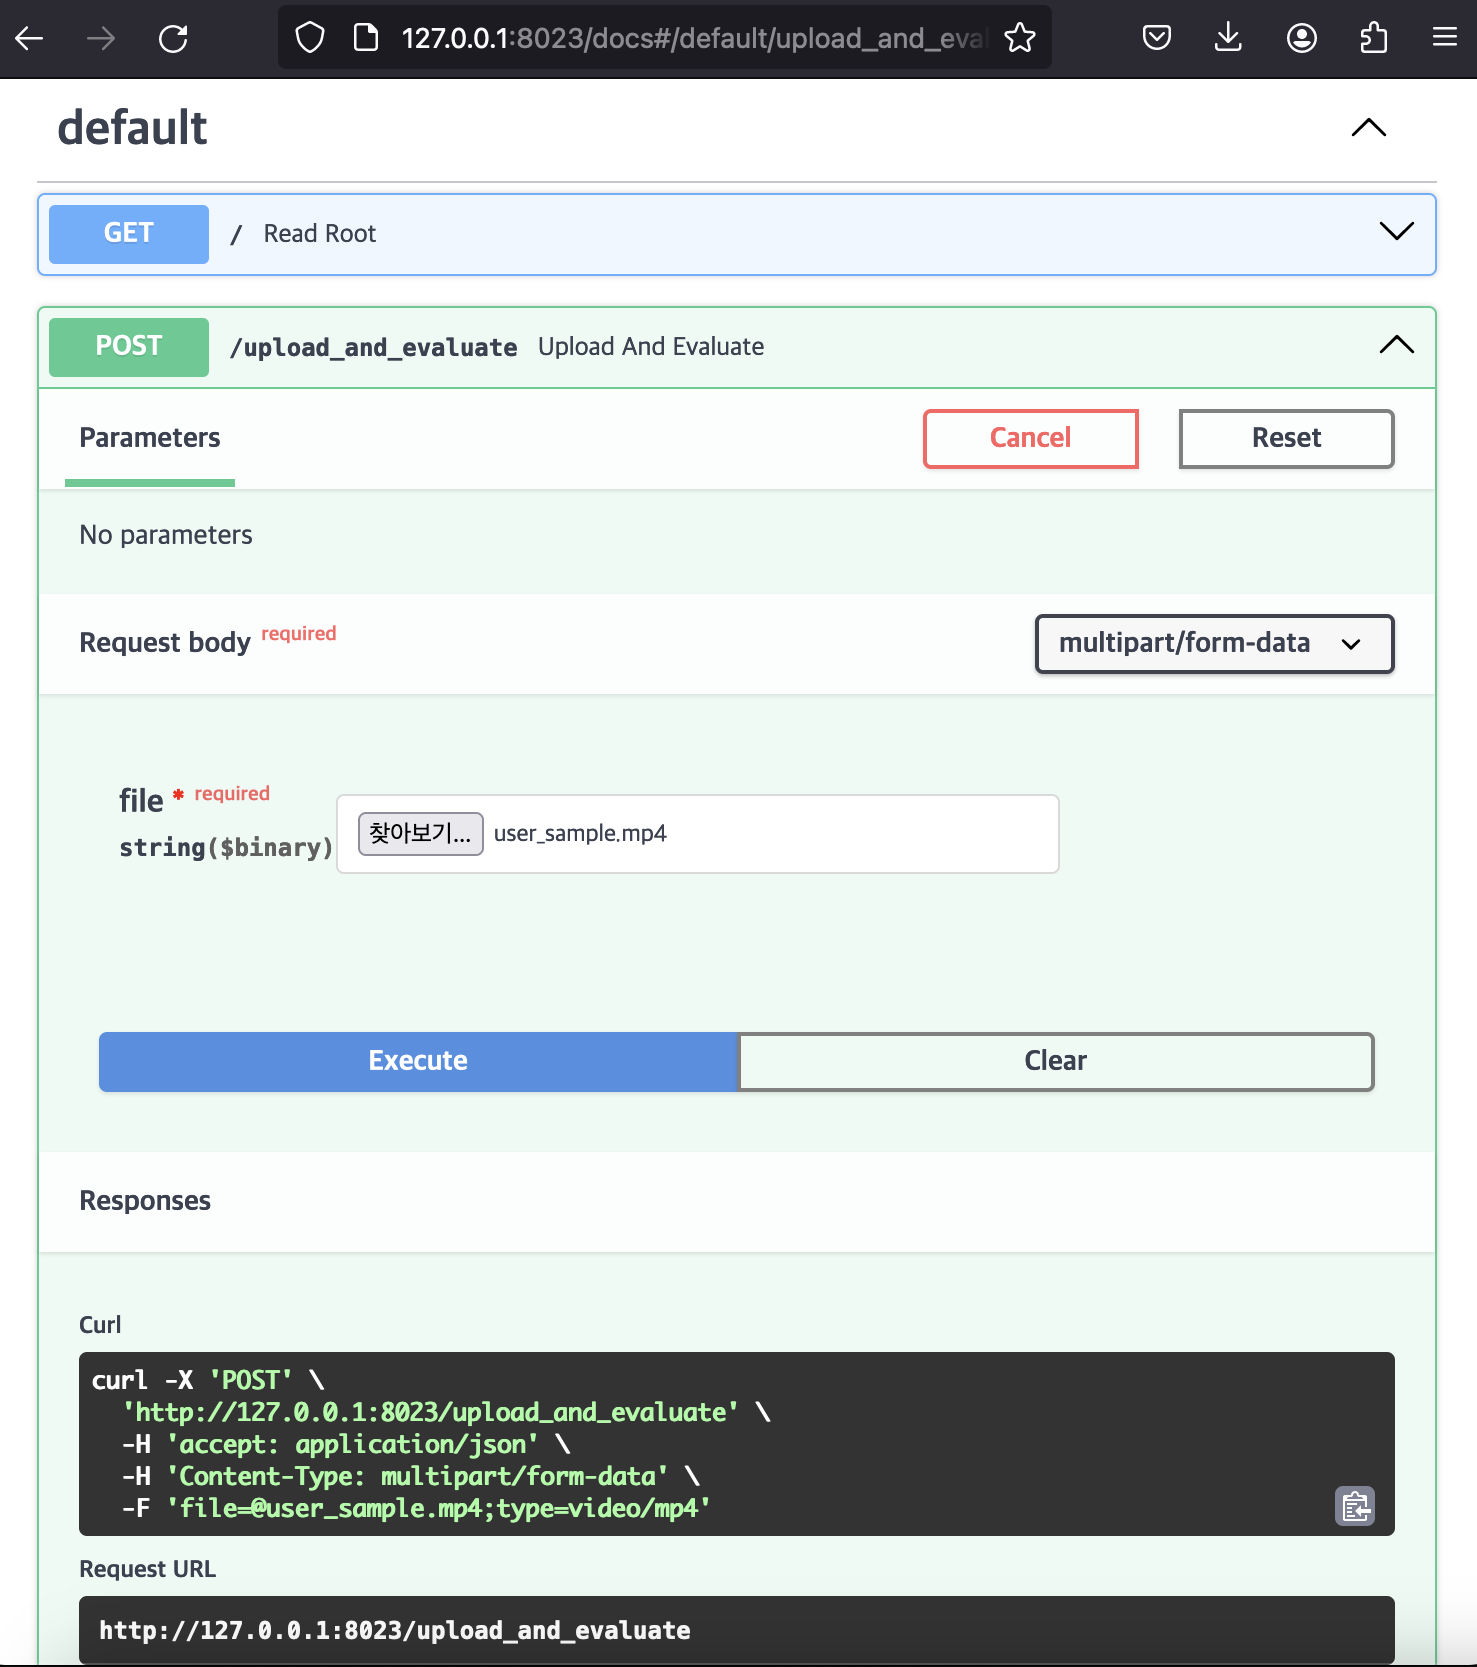 127.0.0.1:8023/docs#/default/upload_and_eval
default
GET / Read Root
POST /upload_and_evaluate Upload And Evaluate
Parameters Cancel Reset
No parameters
Request body required multipart/form-data
file * required
string($binary) 찾아보기... user_sample.mp4
Execute Clear
Responses
Curl
curl -X 'POST' \
  'http://127.0.0.1:8023/upload_and_evaluate' \
  -H 'accept: application/json' \
  -H 'Content-Type: multipart/form-data' \
  -F 'file=@user_sample.mp4;type=video/mp4'
Request URL
http://127.0.0.1:8023/upload_and_evaluate